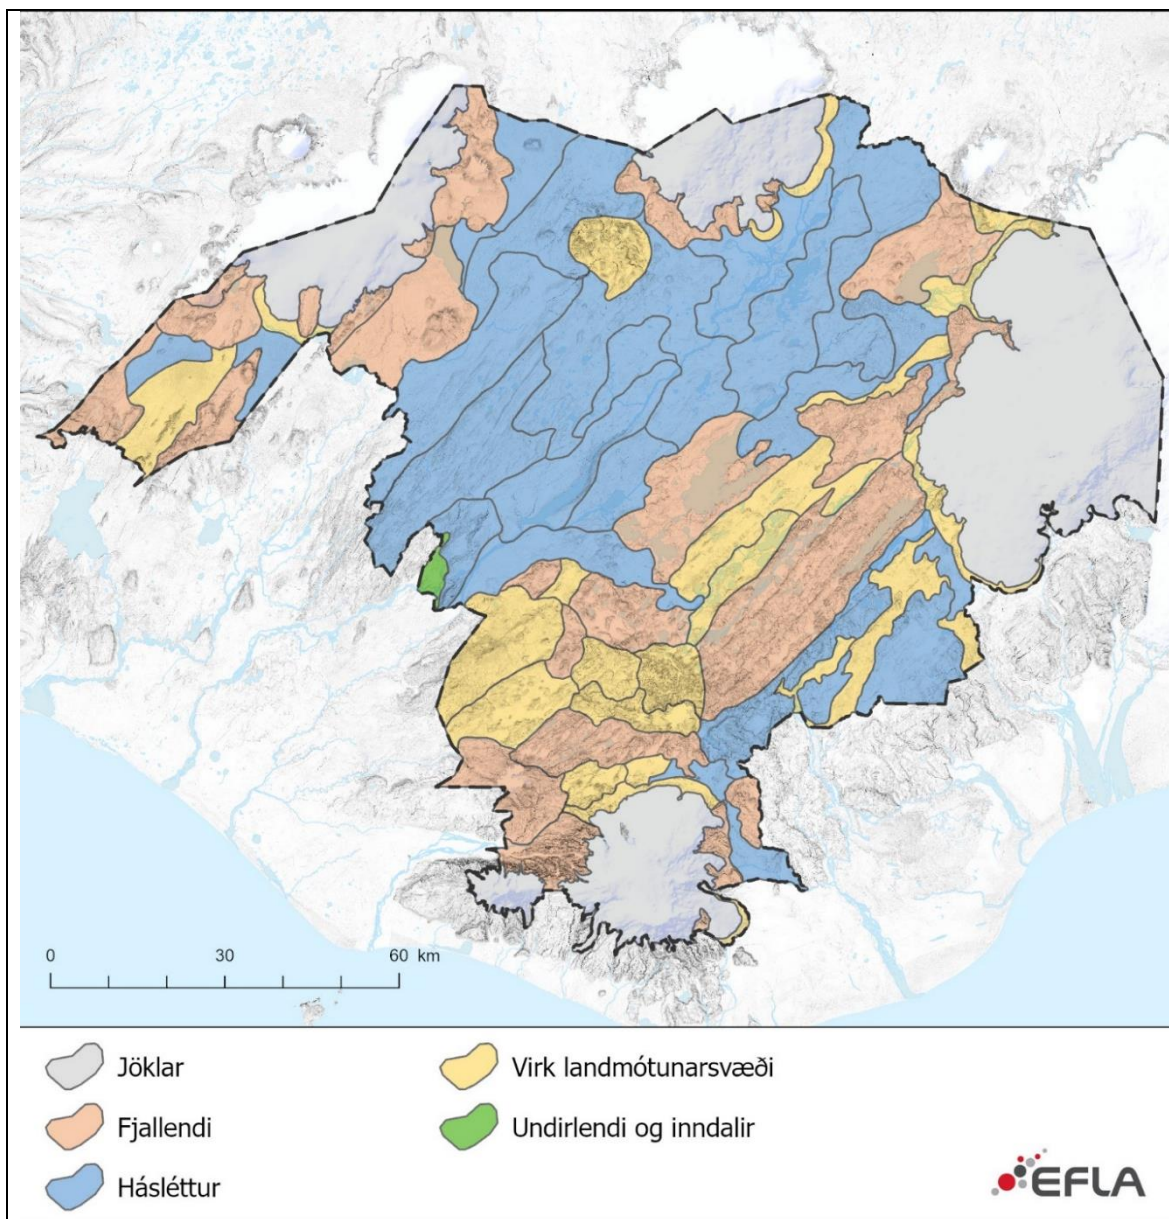 0 30 60 km
Jöklar
Fjallendi
Hásléttur
Virk landmótunarsvæði
Undirlendi og inndalir
EFLA